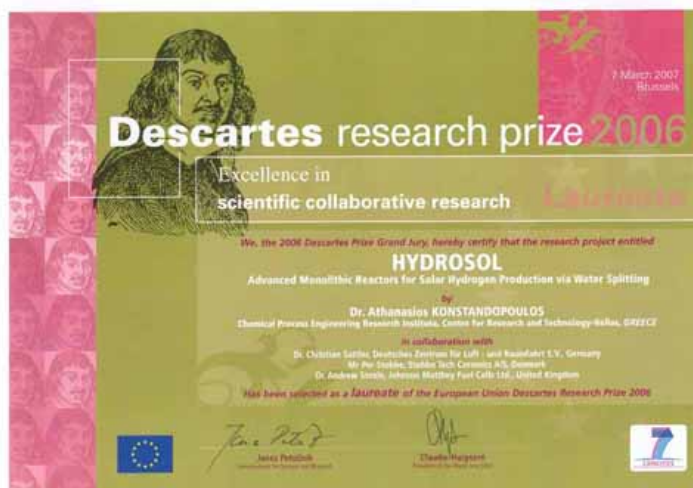 7 March 2007
Brussels
Descartes research prize 2006
Excellence in
scientific collaborative research
Laureate
We, the 2006 Descartes Prize Grand Jury, hereby certify that the research project entitled
HYDROSOL
Advanced Monolithic Reactors for Solar Hydrogen Production via Water Splitting
by
Dr. Athanasios KONSTANDOPOULOS
Chemical Process Engineering Research Institute, Centre for Research and Technology-Hellas, GREECE
in collaboration with
Dr. Christian Sattler, Deutsches Zentrum für Luft - und Raumfahrt E.V., Germany
Mr Per Stobbe, Stobbe Tech Ceramics A/S, Denmark
Dr. Andrew Steele, Johnson Matthey Fuel Cells Ltd., United Kingdom
Has been selected as a laureate of the European Union Descartes Research Prize 2006
Janez Potočnik
Claudie Haigneré
7